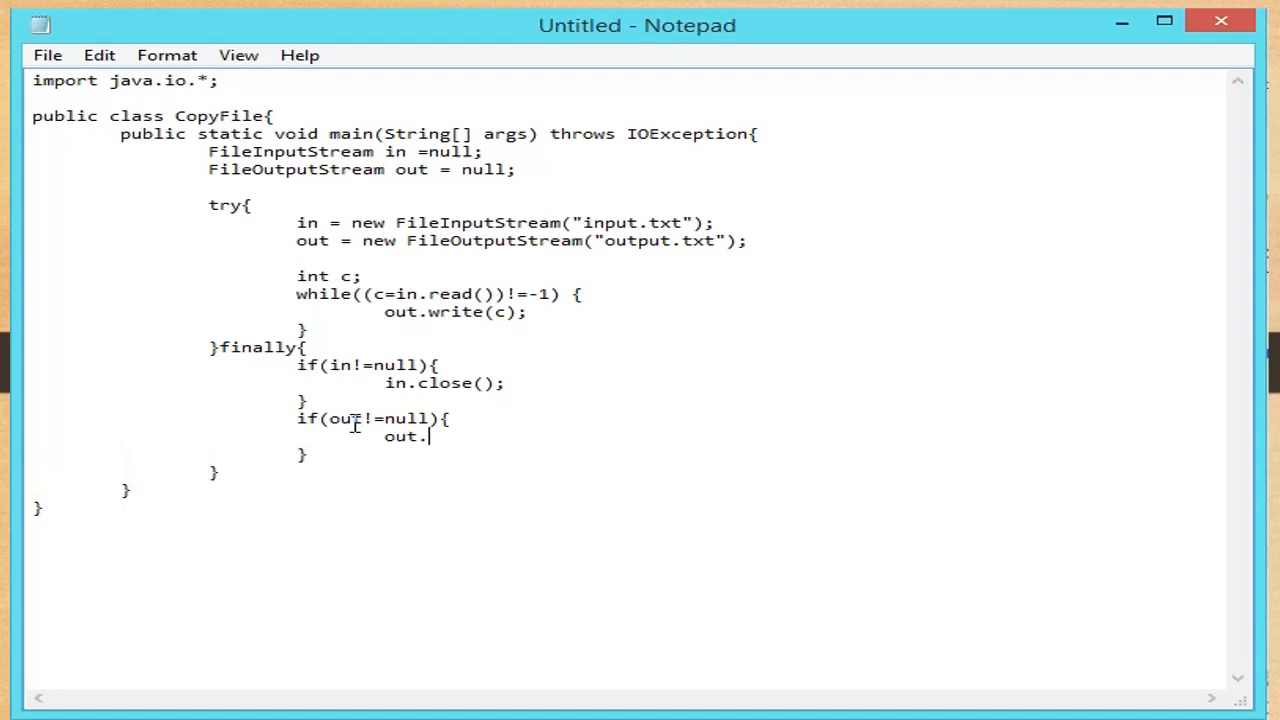 Untitled - Notepad
File Edit Format View Help
import java.io.*;
public class CopyFile{
public static void main(String[] args) throws IOException{
FileInputStream in =null;
FileOutputStream out = null;
try{
in = new FileInputStream("input.txt");
out = new FileOutputStream("output.txt");
int c;
while((c=in.read())!=-1) {
out.write(c);
}
}finally{
if(in!=null){
in.close();
}
if(out!=null){
out.
}
}
}
}